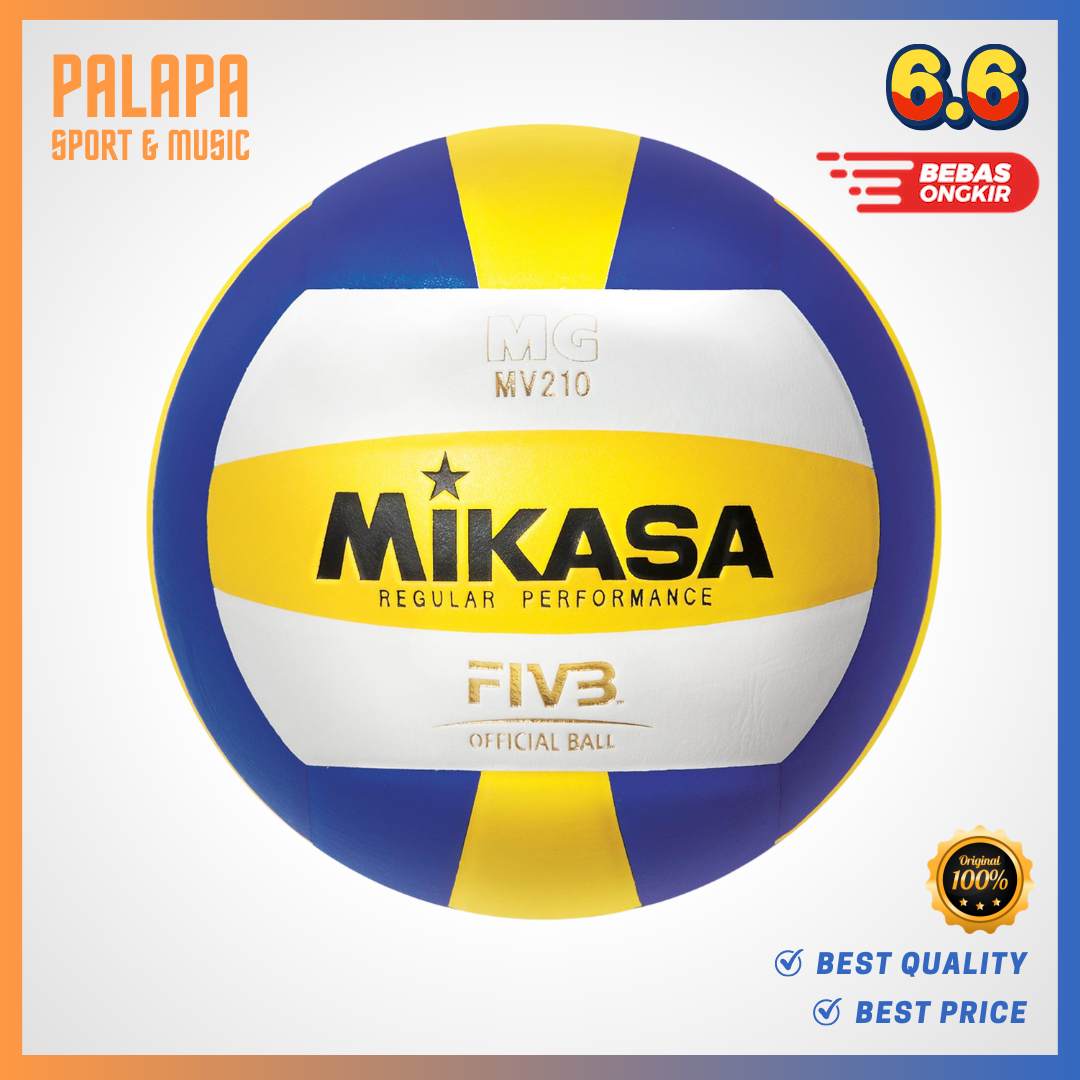 PALAPA
SPORT & MUSIC
6.6
BEBAS
ONGKIR
MG
MV210
MIKASA
REGULAR PERFORMANCE
FIVB
OFFICIAL BALL
Original
100%
BEST QUALITY
BEST PRICE